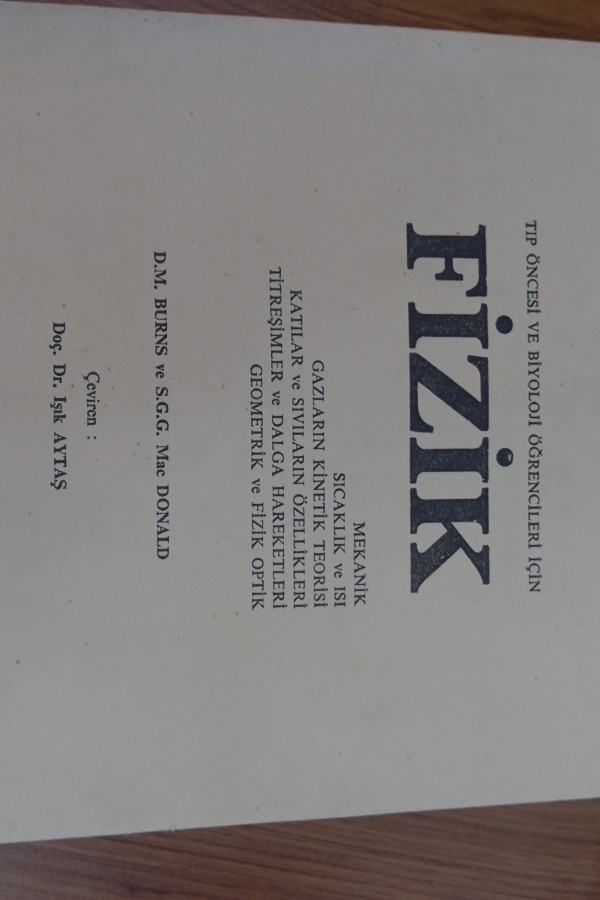 TIP ÖNCESİ VE BİYOLOJİ ÖĞRENCİLERİ İÇİN
FİZİK
MEKANİK
SICAKLIK ve ISI
GAZLARIN KİNETİK TEORİSİ
KATILAR ve SIVILARIN ÖZELLİKLERİ
TİTREŞİMLER ve DALGA HAREKETLERİ
GEOMETRİK ve FİZİK OPTİK
D.M. BURNS ve S.G.G. Mac DONALD
Çeviren :
Doç. Dr. Işık AYTAŞ